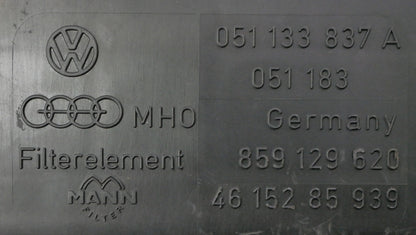 051 133 837 A
051 183
MHO Germany
Filterelement 859 129 620
MANN FILTER 46 152 85 939